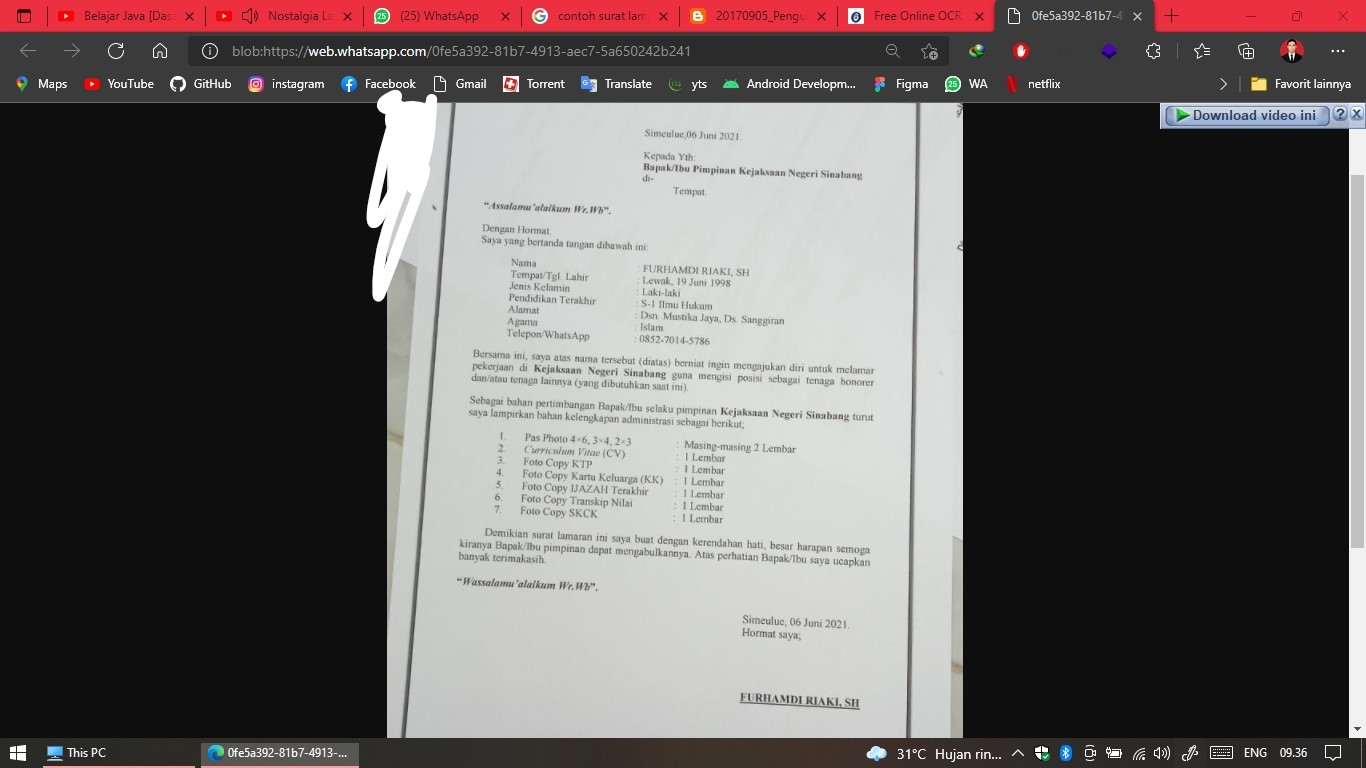 Belajar Java [Das
Nostalgia La
(25) WhatsApp
contoh surat lam
20170905_Pengu
Free Online OCR
0fe5a392-81b7-4
blob:https://web.whatsapp.com/0fe5a392-81b7-4913-aec7-5a650242b241
Maps YouTube GitHub instagram Facebook Gmail Torrent Translate yts Android Developm... Figma WA netflix Favorit lainnya
Download video ini
Simeulue,06 Juni 2021.
Kepada Yth:
Bapak/Ibu Pimpinan Kejaksaan Negeri Sinabang
di-
Tempat.
“Assalamu’alaikum Wr.Wb”.
Dengan Hormat.
Saya yang bertanda tangan dibawah ini:
Nama : FURHAMDI RIAKI, SH
Tempat/Tgl. Lahir : Lewak, 19 Juni 1998
Jenis Kelamin : Laki-laki
Pendidikan Terakhir : S-1 Ilmu Hukum
Alamat : Dsn. Mustika Jaya, Ds. Sanggiran
Agama : Islam
Telepon/WhatsApp : 0852-7014-5786
Bersama ini, saya atas nama tersebut (diatas) berniat ingin mengajukan diri untuk melamar
pekerjaan di Kejaksaan Negeri Sinabang guna mengisi posisi sebagai tenaga honorer
dan/atau tenaga lainnya (yang dibutuhkan saat ini).
Sebagai bahan pertimbangan Bapak/Ibu selaku pimpinan Kejaksaan Negeri Sinabang turut
saya lampirkan bahan kelengkapan administrasi sebagai berikut;
1. Pas Photo 4×6, 3×4, 2×3 : Masing-masing 2 Lembar
2. Curriculum Vitae (CV) : 1 Lembar
3. Foto Copy KTP : 1 Lembar
4. Foto Copy Kartu Keluarga (KK) : 1 Lembar
5. Foto Copy IJAZAH Terakhir : 1 Lembar
6. Foto Copy Transkip Nilai : 1 Lembar
7. Foto Copy SKCK : 1 Lembar
Demikian surat lamaran ini saya buat dengan kerendahan hati, besar harapan semoga
kiranya Bapak/Ibu pimpinan dapat mengabulkannya. Atas perhatian Bapak/Ibu saya ucapkan
banyak terimakasih.
“Wassalamu’alaikum Wr.Wb”.
Simeulue, 06 Juni 2021.
Hormat saya;
FURHAMDI RIAKI, SH
This PC
0fe5a392-81b7-4913-...
31°C Hujan rin...
ENG
09.36